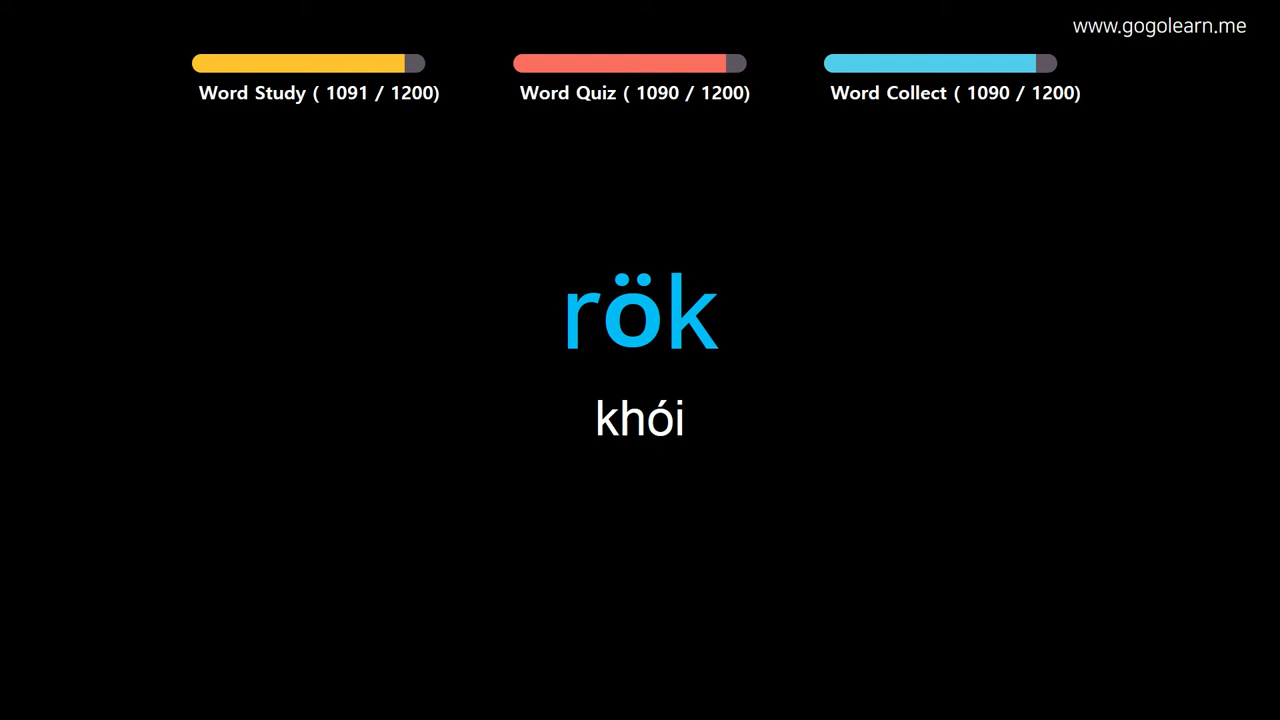 www.gogolearn.me
Word Study ( 1091 / 1200)
Word Quiz ( 1090 / 1200)
Word Collect ( 1090 / 1200)
rök
khói